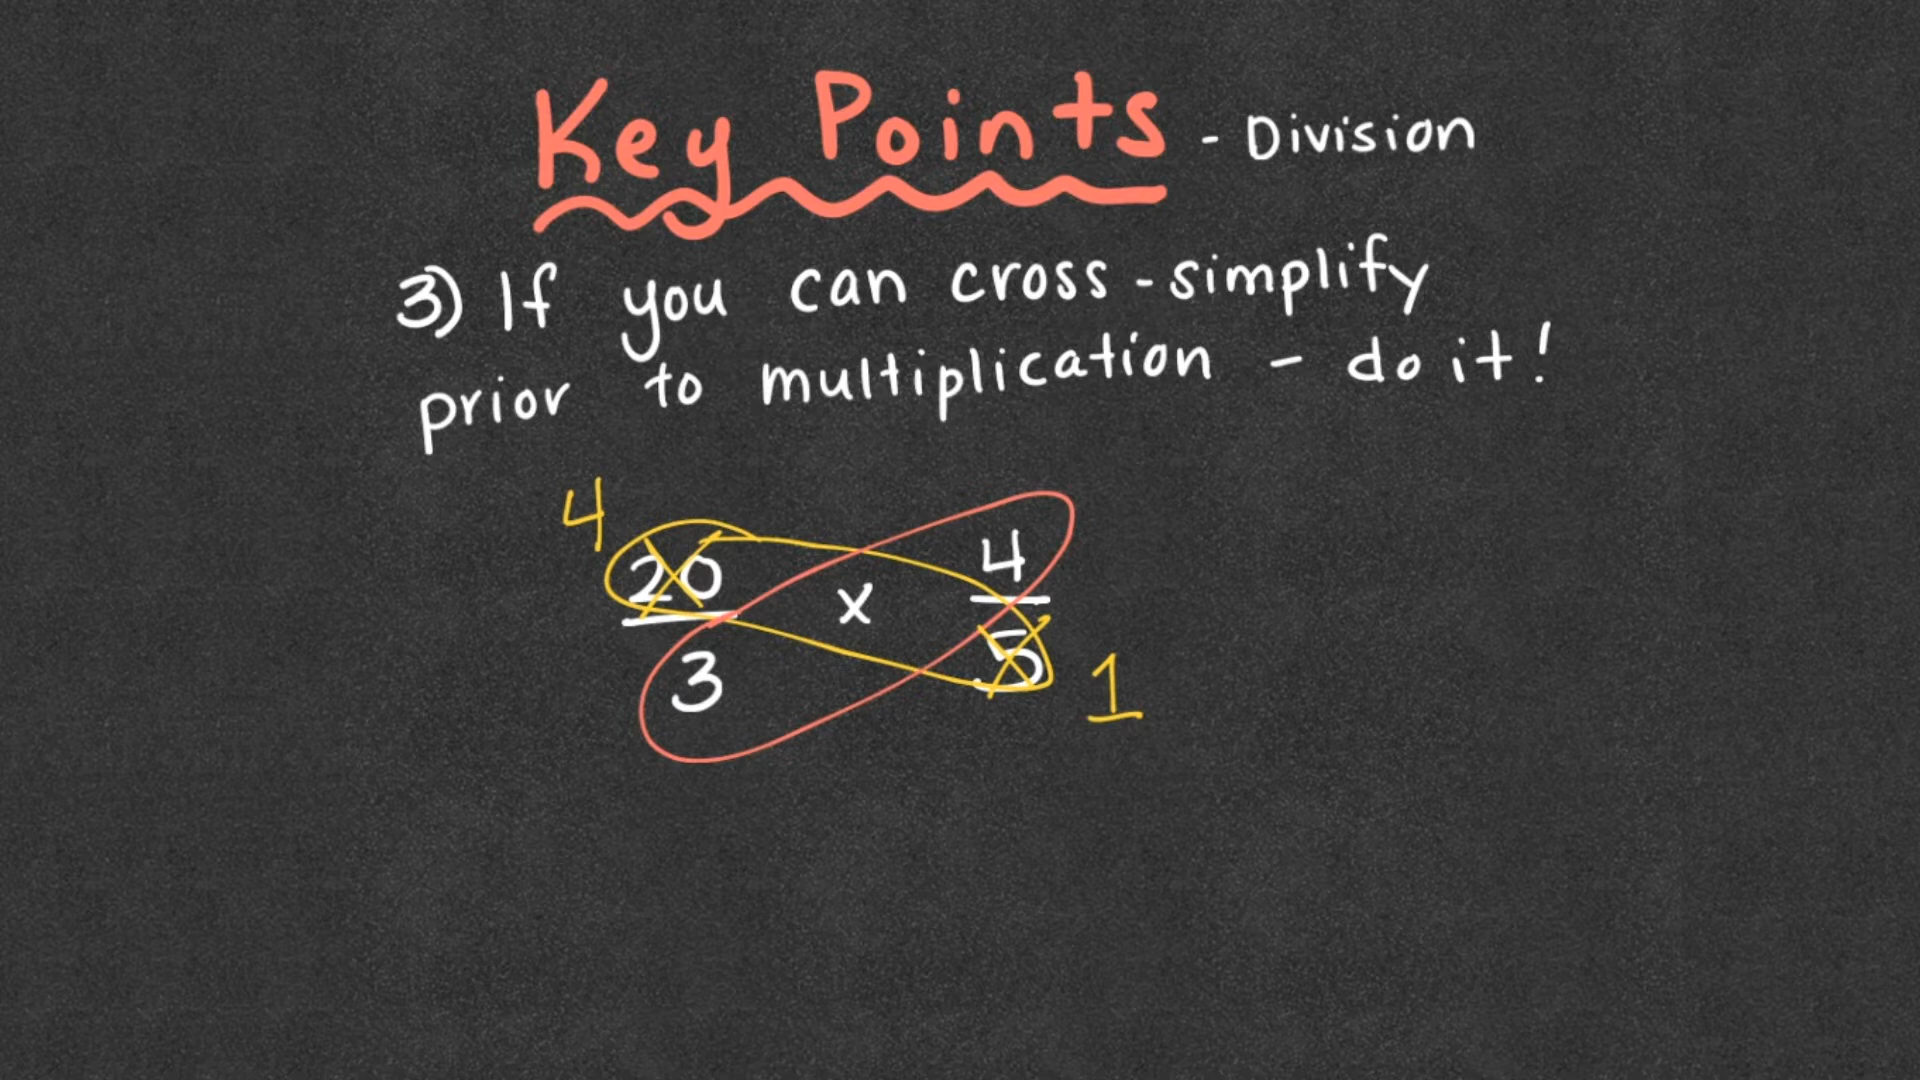 Key Points - Division
3) If you can cross-simplify
prior to multiplication - do it!
4
20 x 4
3 5 1